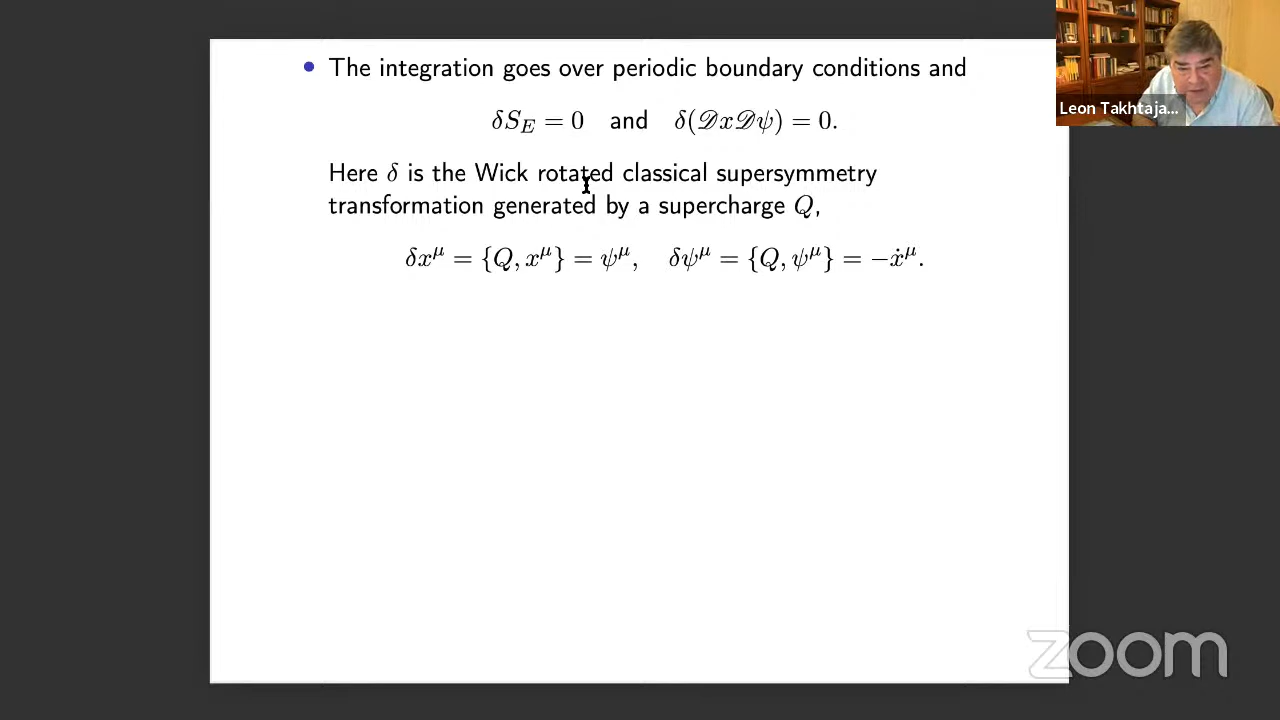 • The integration goes over periodic boundary conditions and
δS_E = 0 and δ(𝒟x𝒟ψ) = 0.
Here δ is the Wick rotated classical supersymmetry
transformation generated by a supercharge Q,
δx^μ = {Q, x^μ} = ψ^μ, δψ^μ = {Q, ψ^μ} = −ẋ^μ.
Leon Takhtaja...
zoom